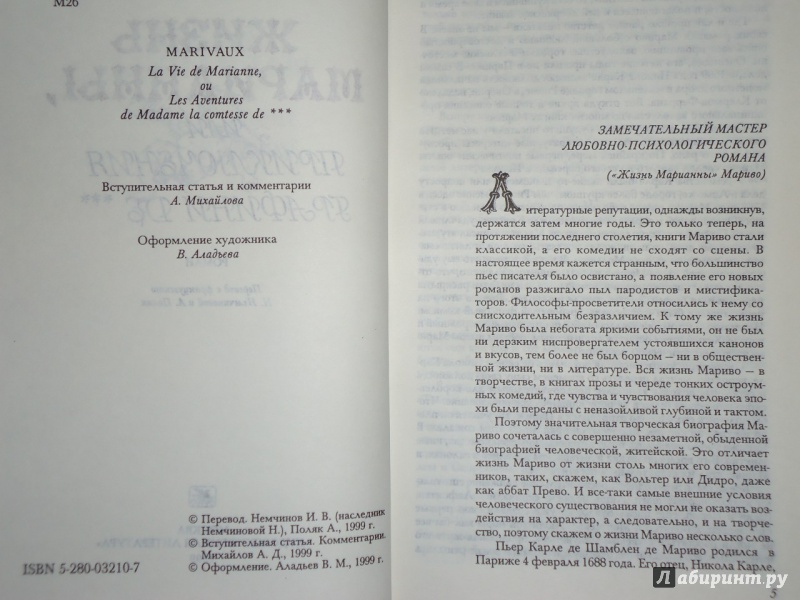 М26
MARIVAUX
La Vie de Marianne,
ou
Les Aventures
de Madame la comtesse de ***
Вступительная статья и комментарии
А. Михайлова
Оформление художника
В. Аладьева
© Перевод. Немчинов И. В. (наследник
Немчиновой Н.), Поляк А., 1999 г.
© Вступительная статья. Комментарии.
Михайлов А. Д., 1999 г.
ISBN 5-280-03210-7
© Оформление. Аладьев В. М., 1999 г.
ЗАМЕЧАТЕЛЬНЫЙ МАСТЕР
ЛЮБОВНО-ПСИХОЛОГИЧЕСКОГО
РОМАНА
(«Жизнь Марианны» Мариво)
Литературные репутации, однажды возникнув,
держатся затем многие годы. Это только теперь, на
протяжении последнего столетия, книги Мариво стали
классикой, а его комедии не сходят со сцены. В
настоящее время кажется странным, что большинство
пьес писателя было освистано, а появление его новых
романов разжигало пыл пародистов и мистифика-
торов. Философы-просветители относились к нему со
снисходительным безразличием. К тому же жизнь
Мариво была небогата яркими событиями, он не был
ни дерзким ниспровергателем устоявшихся канонов
и вкусов, тем более не был борцом – ни в обществен-
ной жизни, ни в литературе. Вся жизнь Мариво – в
творчестве, в книгах прозы и череде тонких остроум-
ных комедий, где чувства и чувствования человека эпо-
хи были переданы с неназойливой глубиной и тактом.
Поэтому значительная творческая биография Ма-
риво сочеталась с совершенно незаметной, обыденной
биографией человеческой, житейской. Это отличает
жизнь Мариво от жизни столь многих его современ-
ников, таких, скажем, как Вольтер или Дидро, даже
как аббат Прево. И все-таки самые внешние условия
человеческого существования не могли не оказать воз-
действия на характер, а следовательно, и на творче-
ство, поэтому скажем о жизни Мариво несколько слов.
Пьер Карле де Шамблен де Мариво родился в
Париже 4 февраля 1688 года. Его отец, Никола Карле,
5
Лабиринт.ру